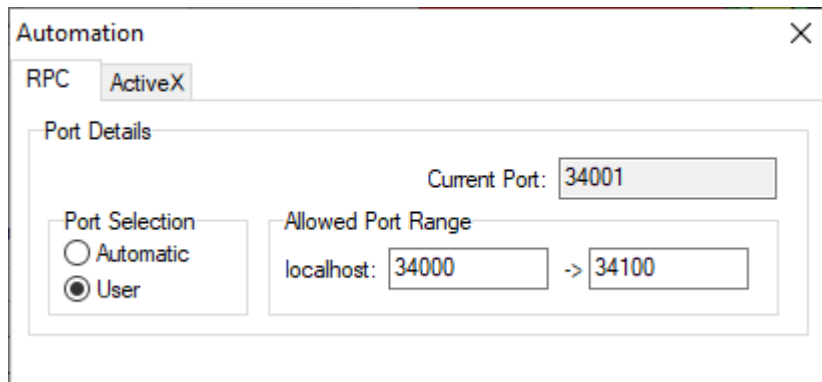 Automation
RPC ActiveX
Port Details
Current Port: 34001
Port Selection
Automatic
User
Allowed Port Range
localhost: 34000 -> 34100